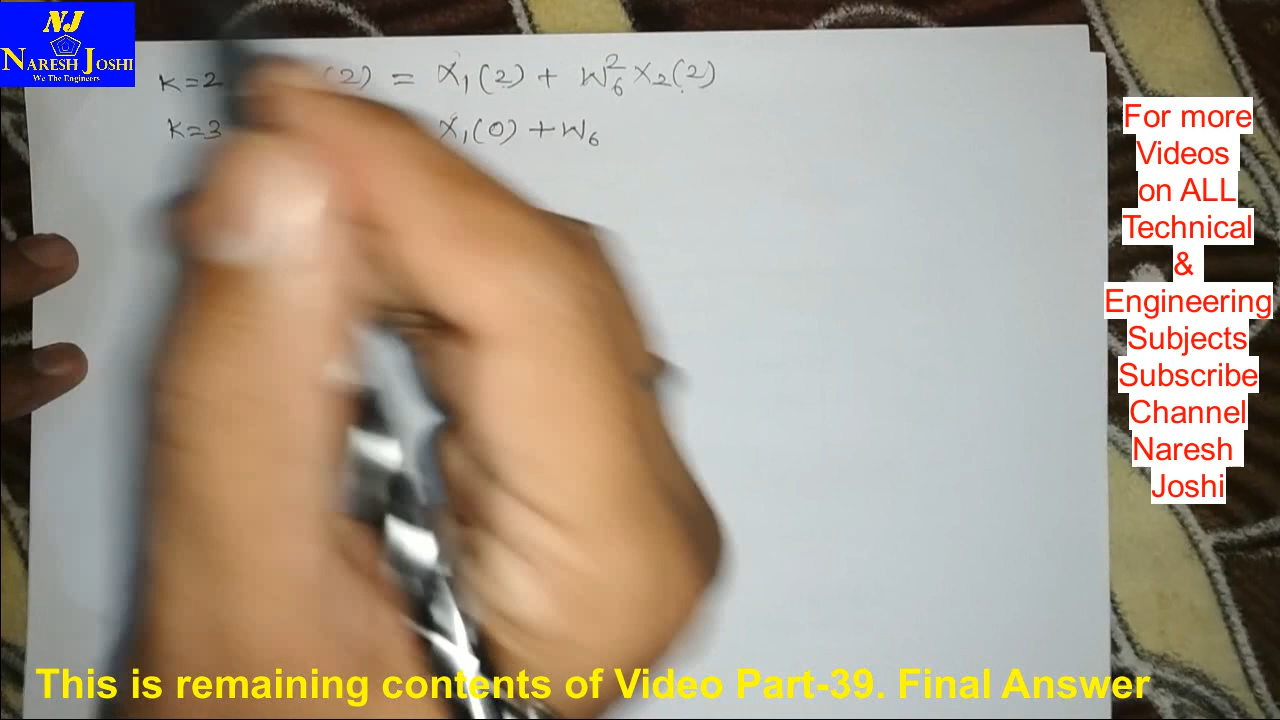 NJ
NARESH JOSHI
We The Engineers
K=2 (2) = X₁(2) + W₆² X₂(2)
K=3 X₁(0) + W₆
For more
Videos
on ALL
Technical
&
Engineering
Subjects
Subscribe
Channel
Naresh
Joshi
This is remaining contents of Video Part-39. Final Answer